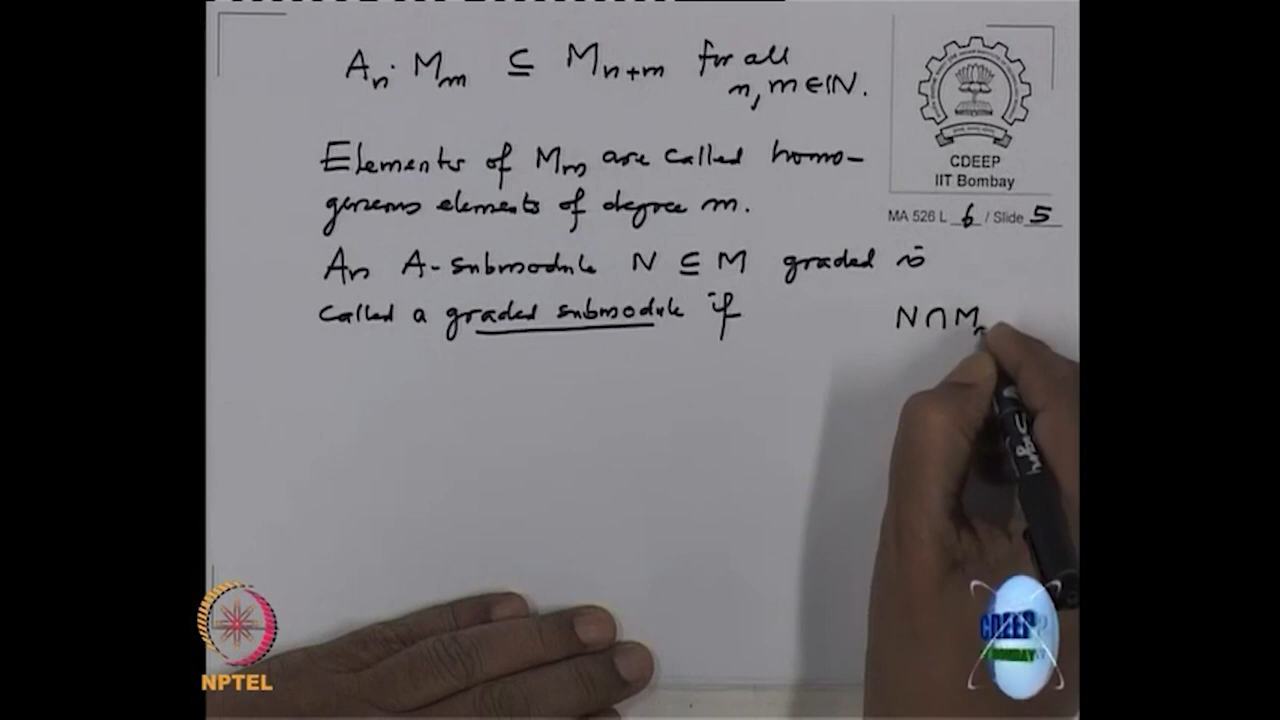 Aₙ · Mₘ ⊆ Mₙ₊ₘ for all
n, m ∈ ℕ.
Elements of Mₘ are called homo-
geneous elements of degree m.
An A-submodule N ⊆ M graded is
called a graded submodule if N ∩ M
CDEEP
IIT Bombay
MA 526 L 6 / Slide 5
NPTEL
CDEEP
BOMBAY